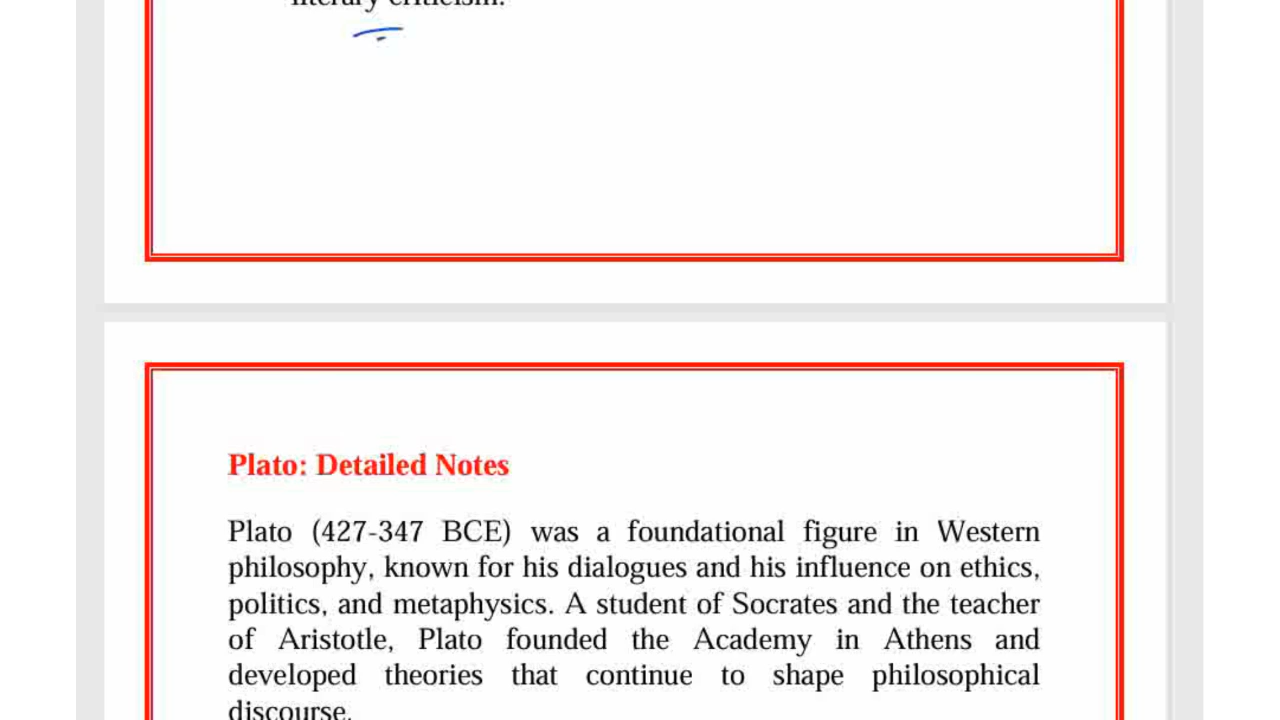 literary criticism.
Plato: Detailed Notes
Plato (427-347 BCE) was a foundational figure in Western
philosophy, known for his dialogues and his influence on ethics,
politics, and metaphysics. A student of Socrates and the teacher
of Aristotle, Plato founded the Academy in Athens and
developed theories that continue to shape philosophical
discourse.